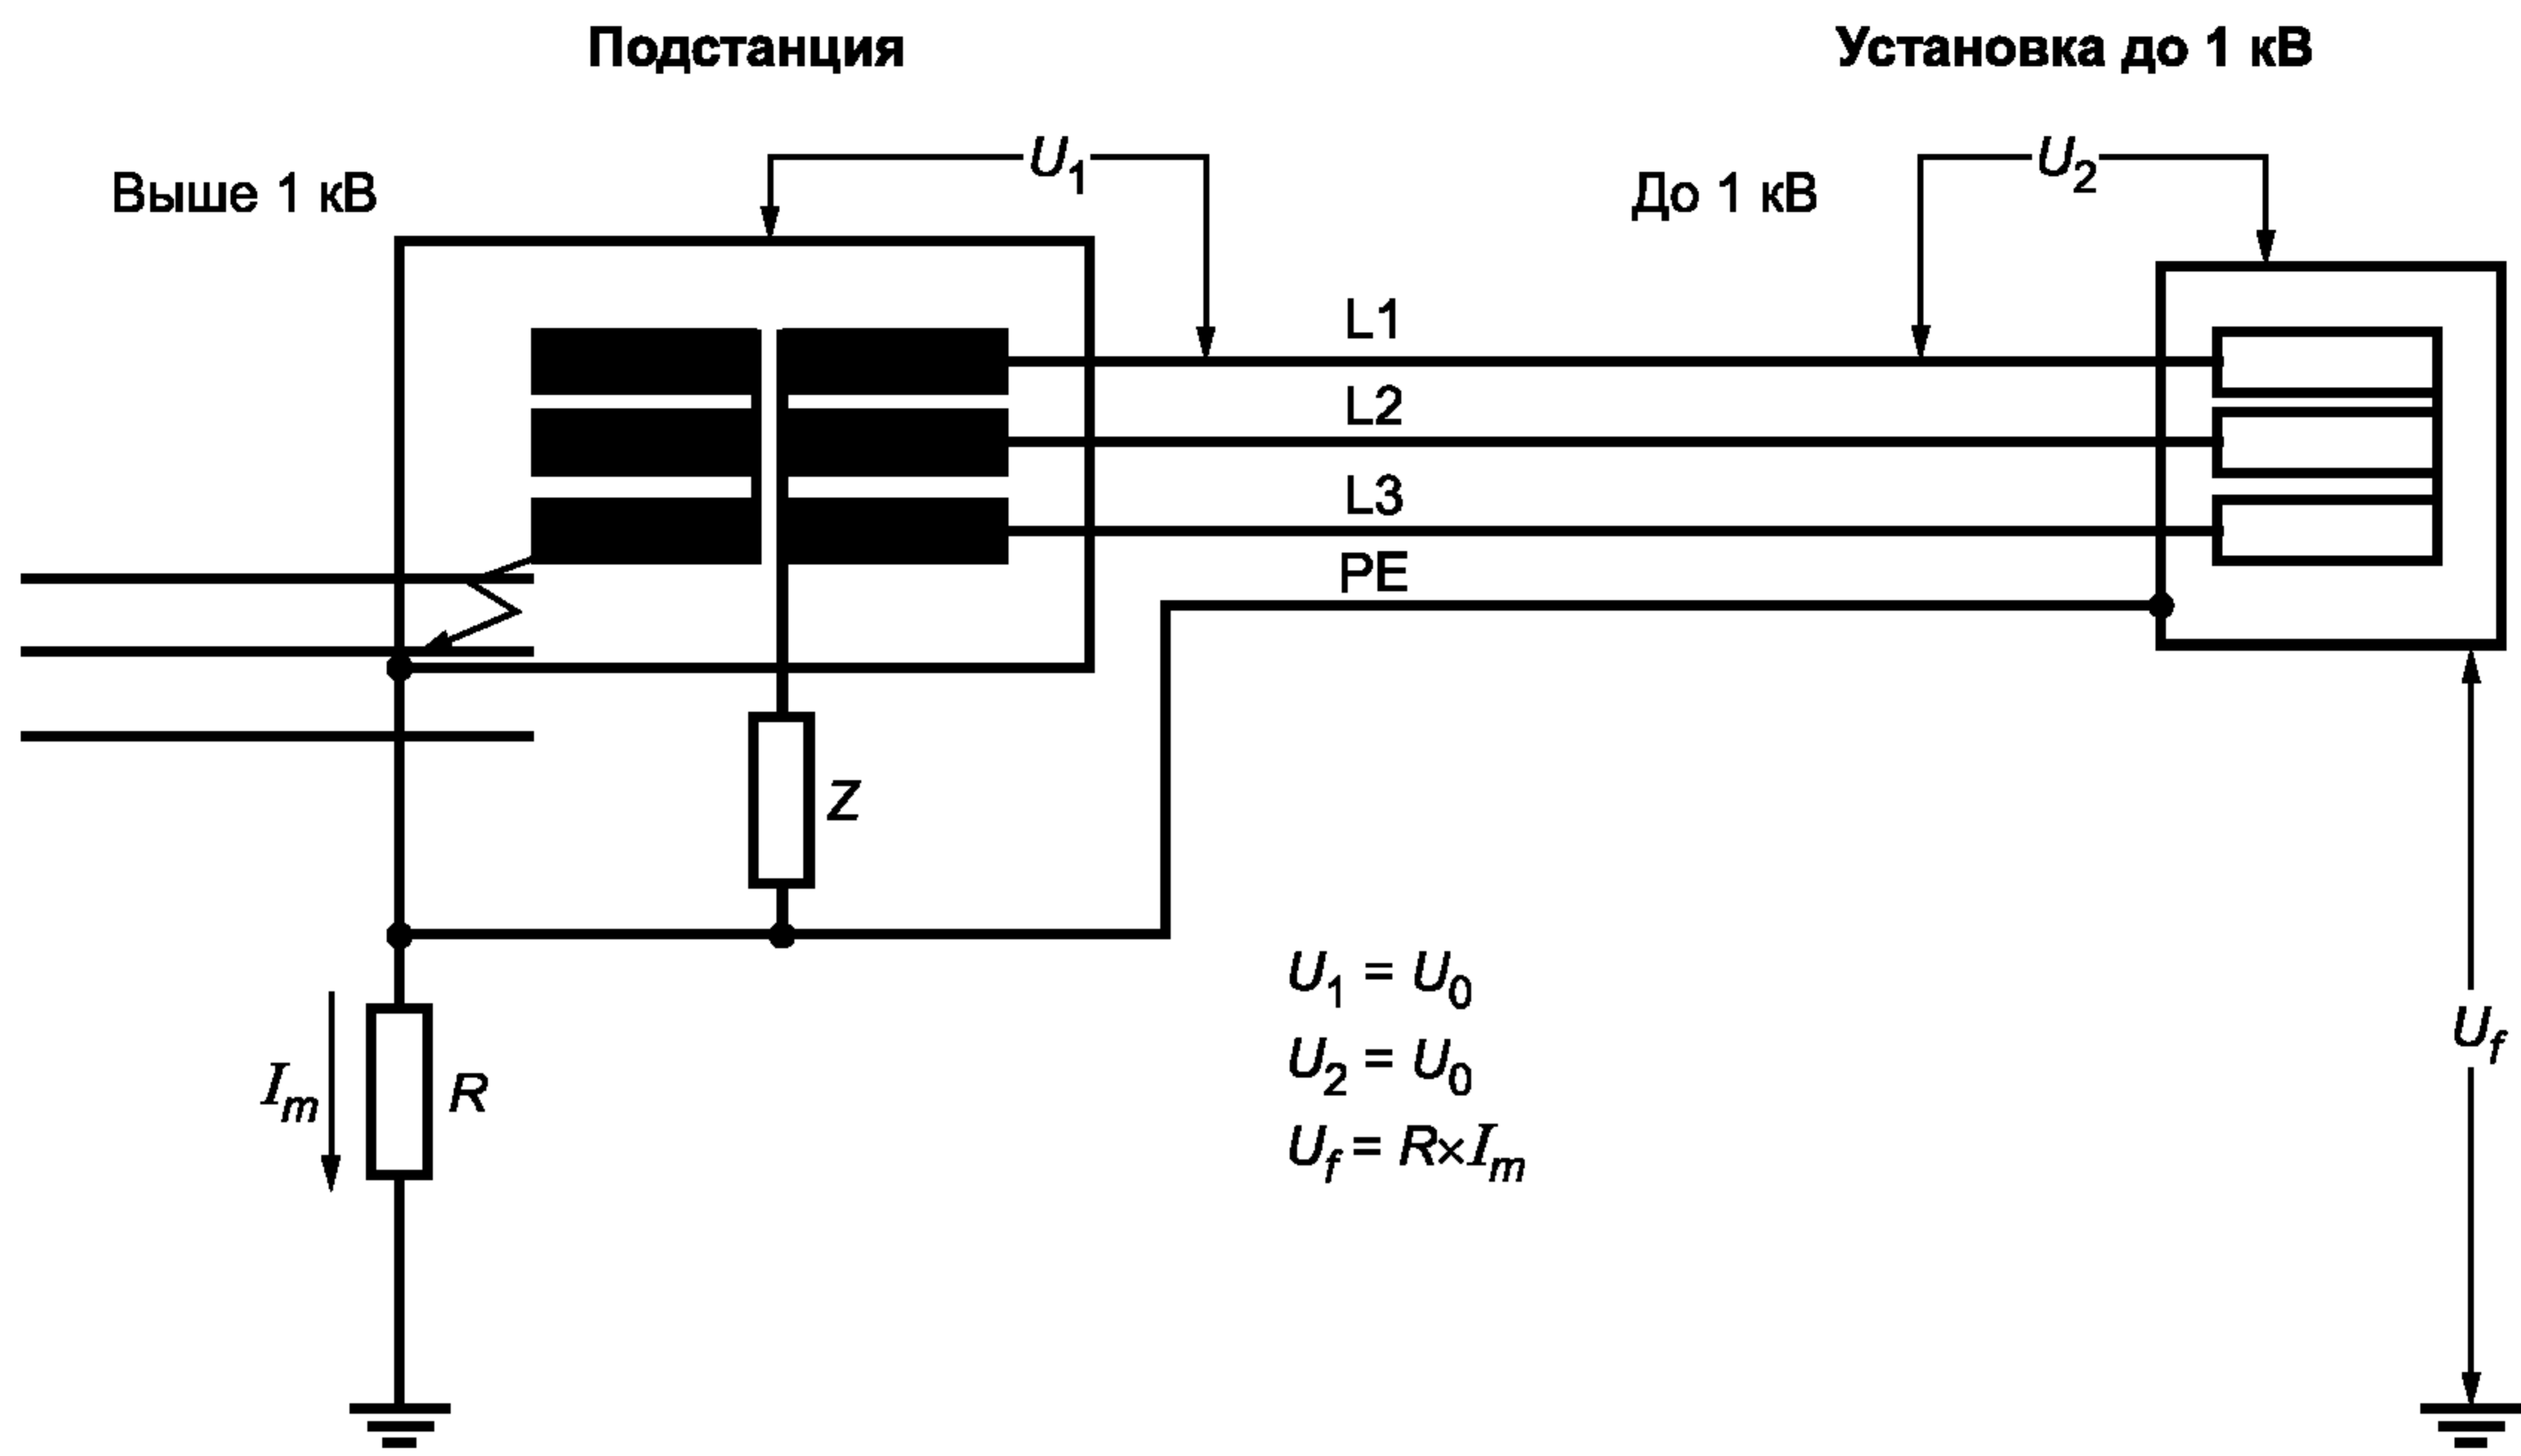 Подстанция
Установка до 1 кВ
Выше 1 кВ
U1
До 1 кВ
U2
L1
L2
L3
PE
Z
U1 = U0
U2 = U0
Uf = R×Im
Im
R
Uf